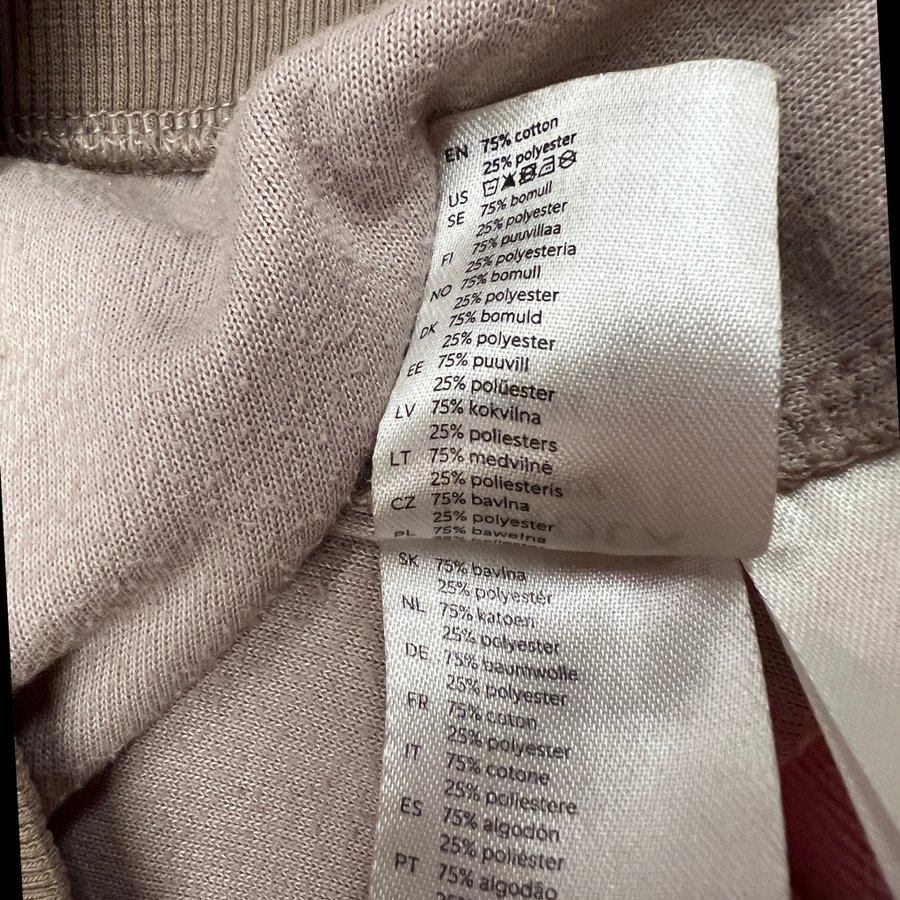 EN 75% cotton
25% polyester
US
SE 75% bomull
25% polyester
FI 75% puuvillaa
25% polyesteria
NO 75% bomull
25% polyester
DK 75% bomuld
25% polyester
EE 75% puuvill
25% polüester
LV 75% kokvilna
25% poliesters
LT 75% medvilnė
25% poliesteris
CZ 75% bavlna
25% polyester
PL 75% bawełna
SK 75% bavlna
25% polyestér
NL 75% katoen
25% polyester
DE 75% baumwolle
25% polyester
FR 75% coton
25% polyester
IT 75% cotone
25% poliestere
ES 75% algodón
25% poliéster
PT 75% algodão